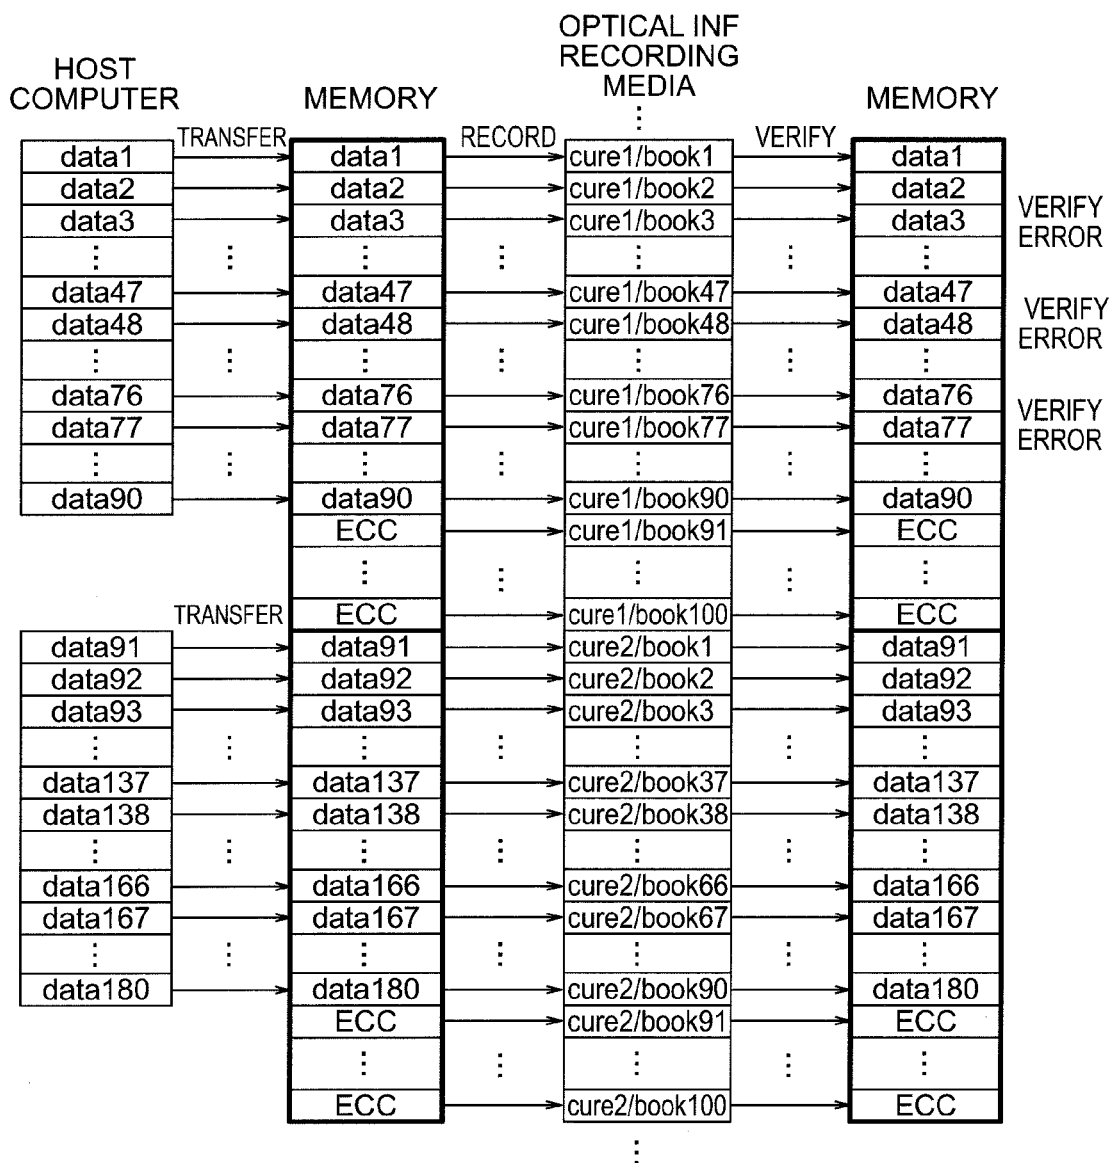 OPTICAL INF
RECORDING
MEDIA
HOST
COMPUTER
MEMORY
MEMORY
⋮
TRANSFER
RECORD
VERIFY
data1 data1 cure1/book1 data1
data2 data2 cure1/book2 data2
data3 data3 cure1/book3 data3
VERIFY
ERROR
⋮ ⋮ ⋮ ⋮ ⋮ ⋮ ⋮
data47 data47 cure1/book47 data47
data48 data48 cure1/book48 data48
VERIFY
ERROR
⋮ ⋮ ⋮ ⋮ ⋮ ⋮ ⋮
data76 data76 cure1/book76 data76
data77 data77 cure1/book77 data77
VERIFY
ERROR
⋮ ⋮ ⋮ ⋮ ⋮ ⋮ ⋮
data90 data90 cure1/book90 data90
ECC cure1/book91 ECC
⋮ ⋮ ⋮ ⋮ ⋮
TRANSFER ECC cure1/book100 ECC
data91 data91 cure2/book1 data91
data92 data92 cure2/book2 data92
data93 data93 cure2/book3 data93
⋮ ⋮ ⋮ ⋮ ⋮ ⋮ ⋮
data137 data137 cure2/book37 data137
data138 data138 cure2/book38 data138
⋮ ⋮ ⋮ ⋮ ⋮ ⋮ ⋮
data166 data166 cure2/book66 data166
data167 data167 cure2/book67 data167
⋮ ⋮ ⋮ ⋮ ⋮ ⋮ ⋮
data180 data180 cure2/book90 data180
ECC cure2/book91 ECC
⋮ ⋮ ⋮ ⋮ ⋮
ECC cure2/book100 ECC
⋮